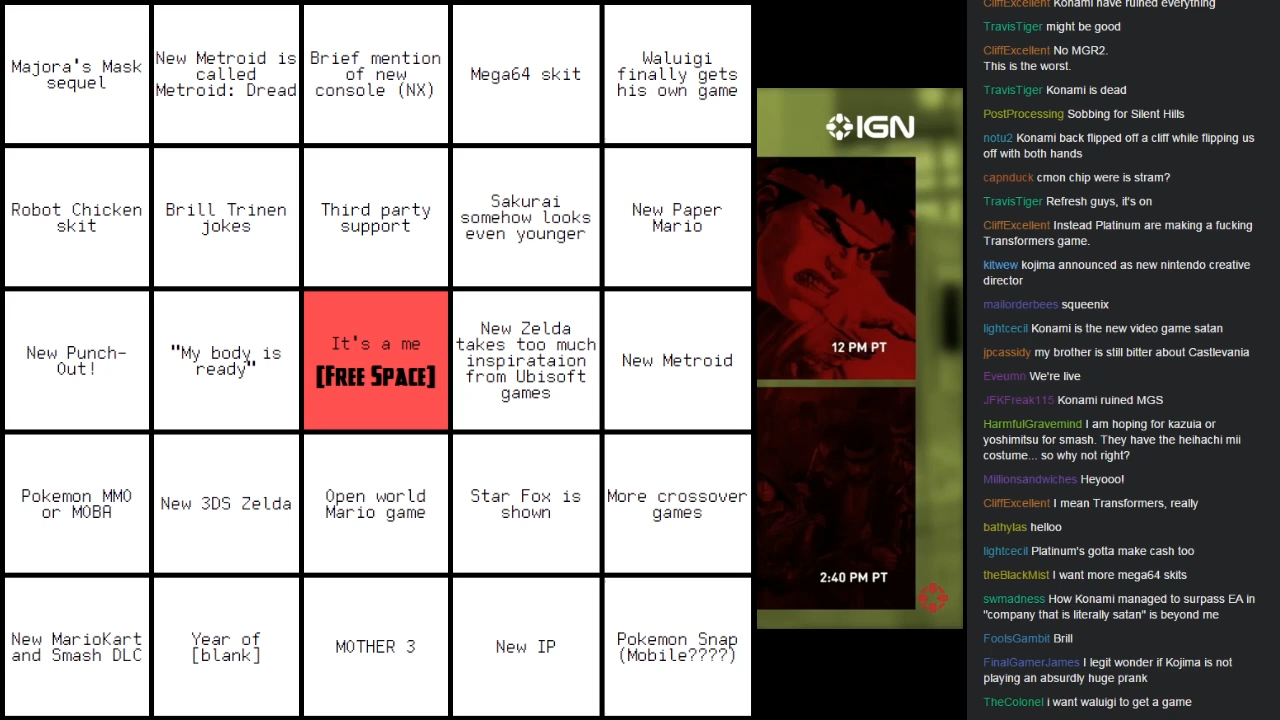 Majora's Mask
sequel
New Metroid is
called
Metroid: Dread
Brief mention
of new
console (NX)
Mega64 skit
Waluigi
finally gets
his own game
Robot Chicken
skit
Brill Trinen
jokes
Third party
support
Sakurai
somehow looks
even younger
New Paper
Mario
New Punch-
Out!
"My body is
ready"
It's a me
[FREE SPACE]
New Zelda
takes too much
inspirataion
from Ubisoft
games
New Metroid
Pokemon MMO
or MOBA
New 3DS Zelda
Open world
Mario game
Star Fox is
shown
More crossover
games
New MarioKart
and Smash DLC
Year of
[blank]
MOTHER 3
New IP
Pokemon Snap
(Mobile????)
IGN
12 PM PT
2:40 PM PT
CliffExcellent Konami have ruined everything
TravisTiger might be good
CliffExcellent No MGR2.
This is the worst.
TravisTiger Konami is dead
PostProcessing Sobbing for Silent Hills
notu2 Konami back flipped off a cliff while flipping us
off with both hands
capnduck cmon chip were is stram?
TravisTiger Refresh guys, it's on
CliffExcellent Instead Platinum are making a fucking
Transformers game.
kitwew kojima announced as new nintendo creative
director
mailorderbees squeenix
lightcecil Konami is the new video game satan
jpcassidy my brother is still bitter about Castlevania
Eveumn We're live
JFKFreak115 Konami ruined MGS
HarmfulGravemind I am hoping for kazuia or
yoshimitsu for smash. They have the heihachi mii
costume... so why not right?
Millionsandwiches Heyooo!
CliffExcellent I mean Transformers, really
bathylas helloo
lightcecil Platinum's gotta make cash too
theBlackMist I want more mega64 skits
swmadness How Konami managed to surpass EA in
"company that is literally satan" is beyond me
FoolsGambit Brill
FinalGamerJames I legit wonder if Kojima is not
playing an absurdly huge prank
TheColonel i want waluigi to get a game